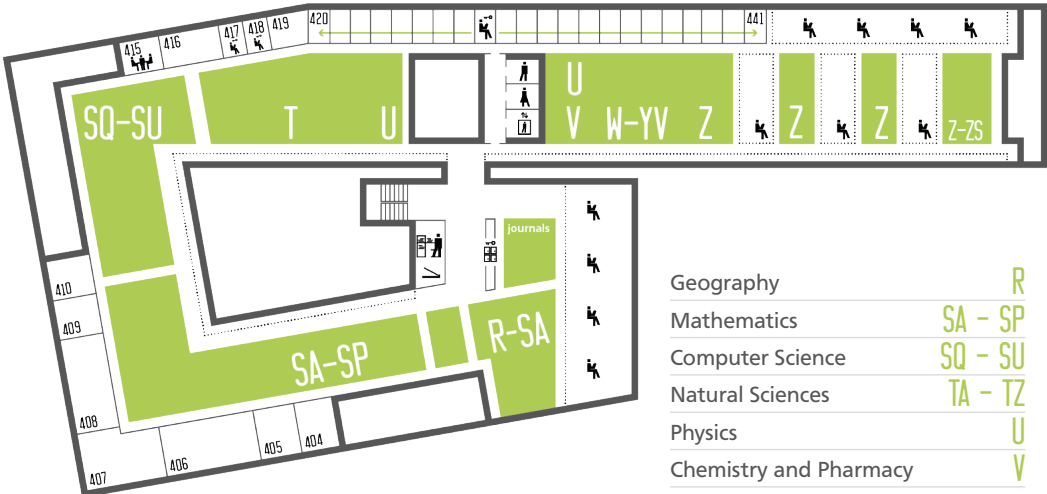 420
441
415
416
417
418
419
SQ-SU
T
U
U
V
W-YV
Z
Z
Z
Z-ZS
journals
410
409
408
407
406
405
404
SA-SP
R-SA
Geography R
Mathematics SA - SP
Computer Science SQ - SU
Natural Sciences TA - TZ
Physics U
Chemistry and Pharmacy V